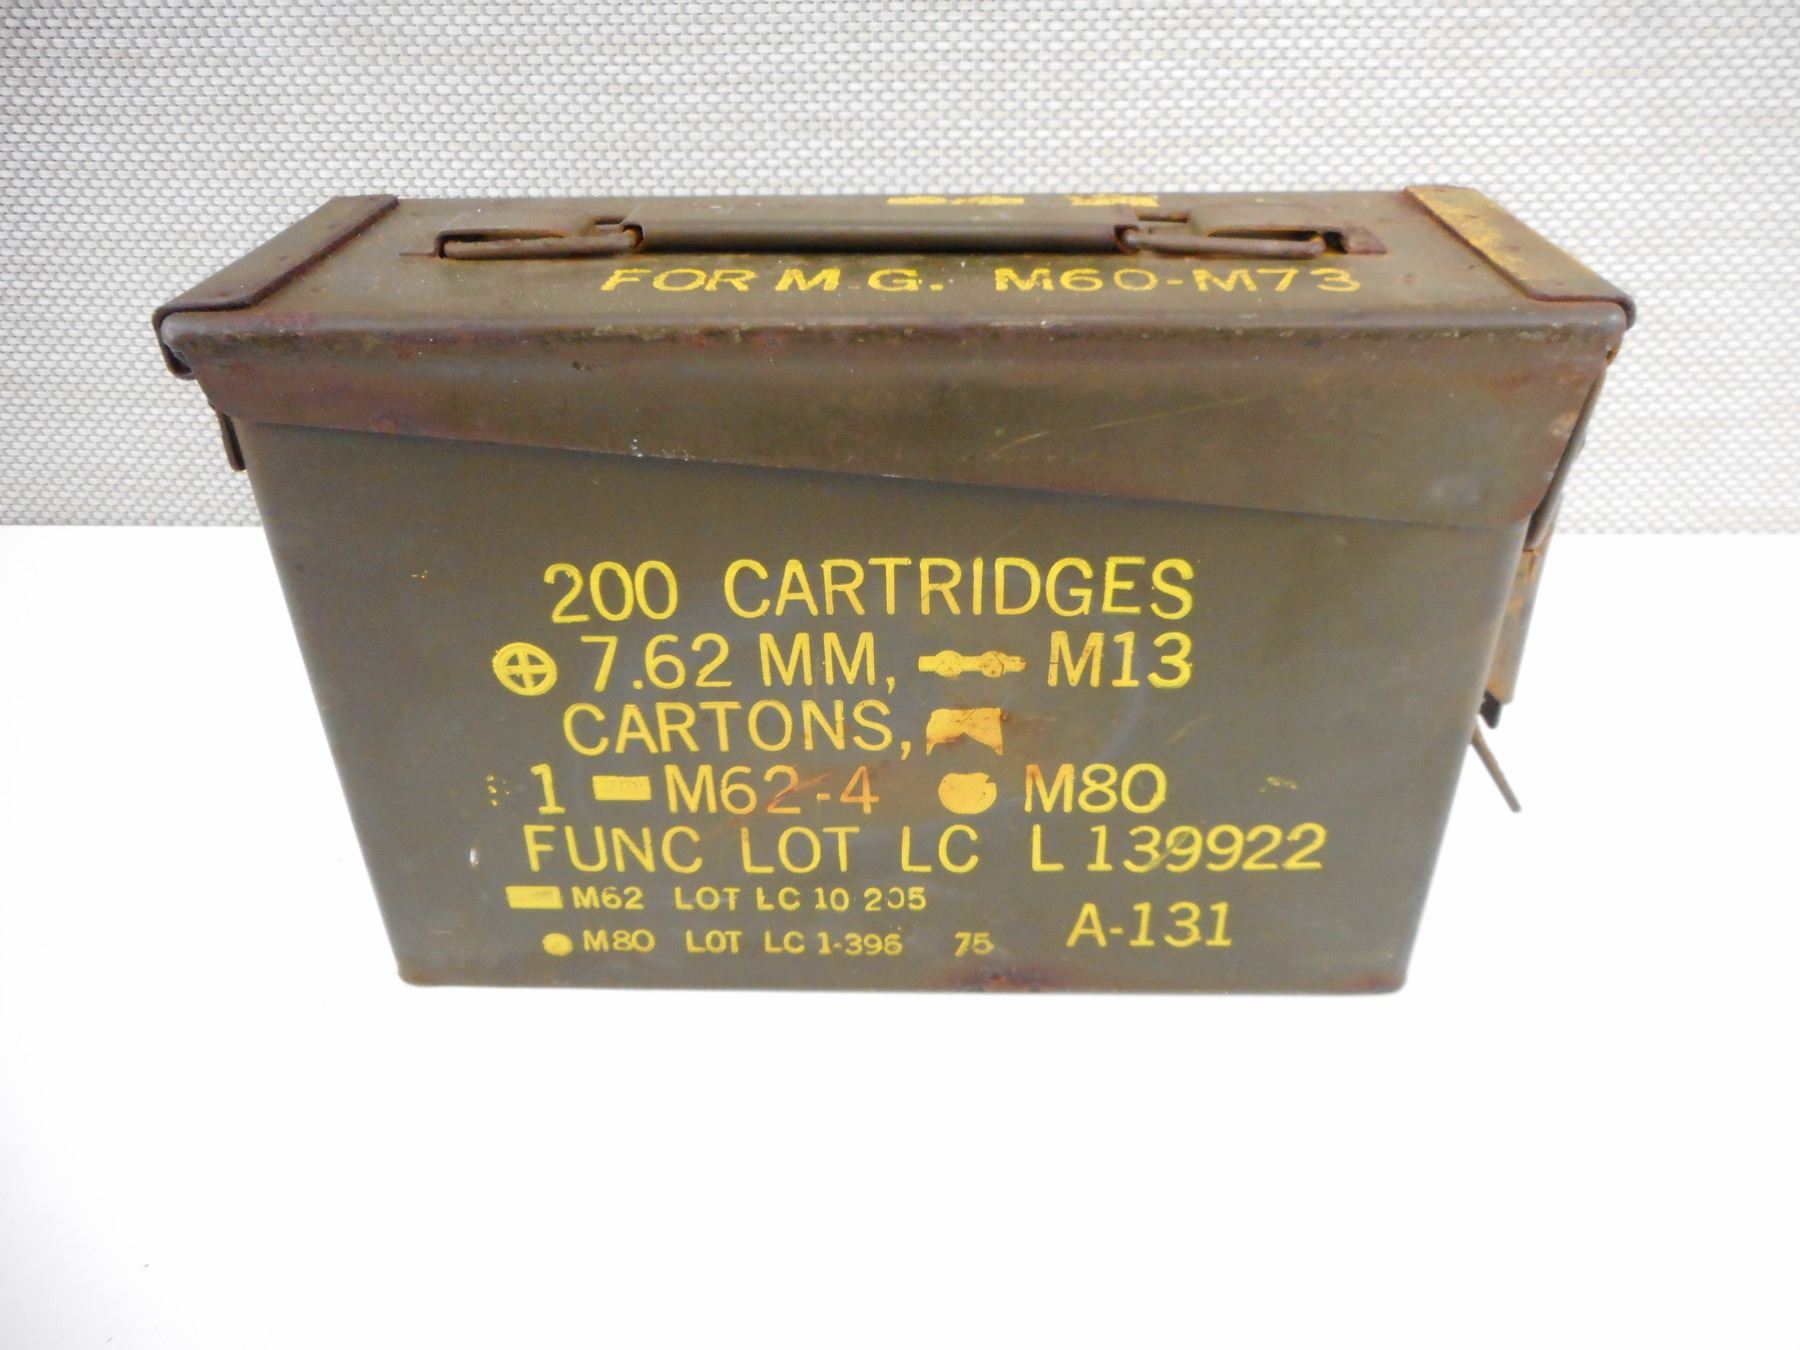 FOR M.G. M60-M73
200 CARTRIDGES
7.62 MM, M13
CARTONS,
1 M62-4 M80
FUNC LOT LC L139922
M62 LOT LC 10 205
M80 LOT LC 1-396 75
A-131